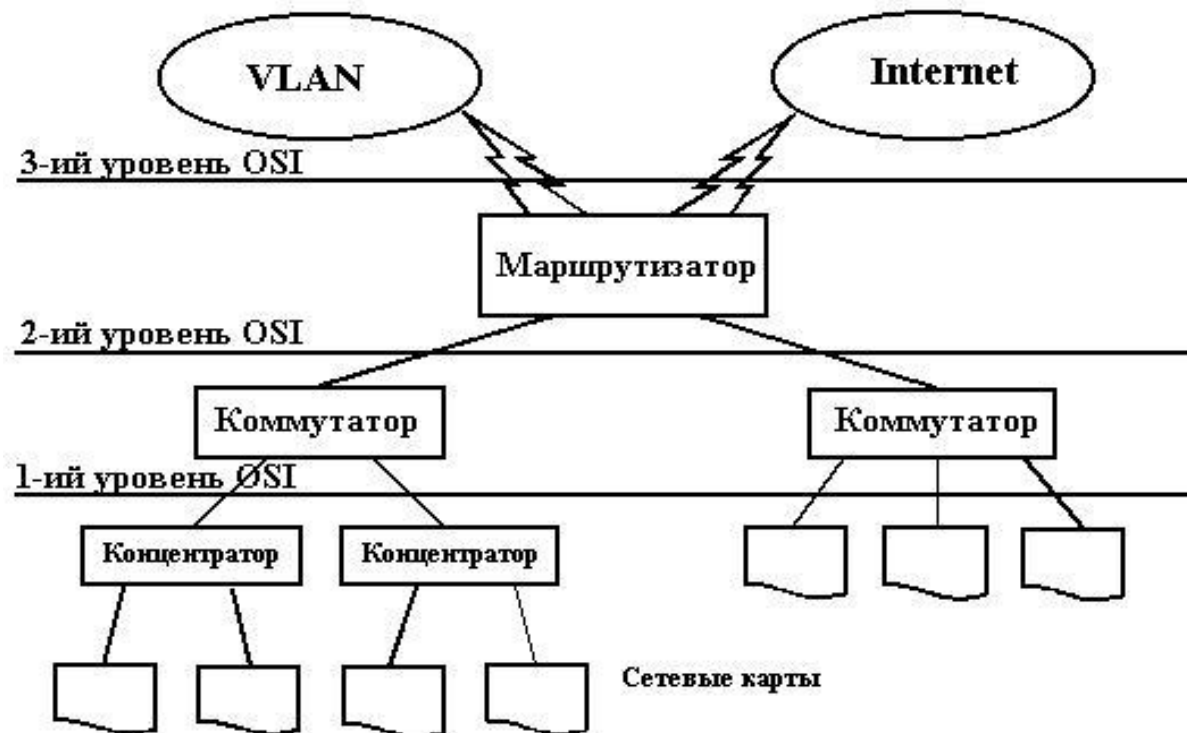 VLAN
Internet
3-ий уровень OSI
Маршрутизатор
2-ий уровень OSI
Коммутатор
Коммутатор
1-ий уровень OSI
Концентратор
Концентратор
Сетевые карты